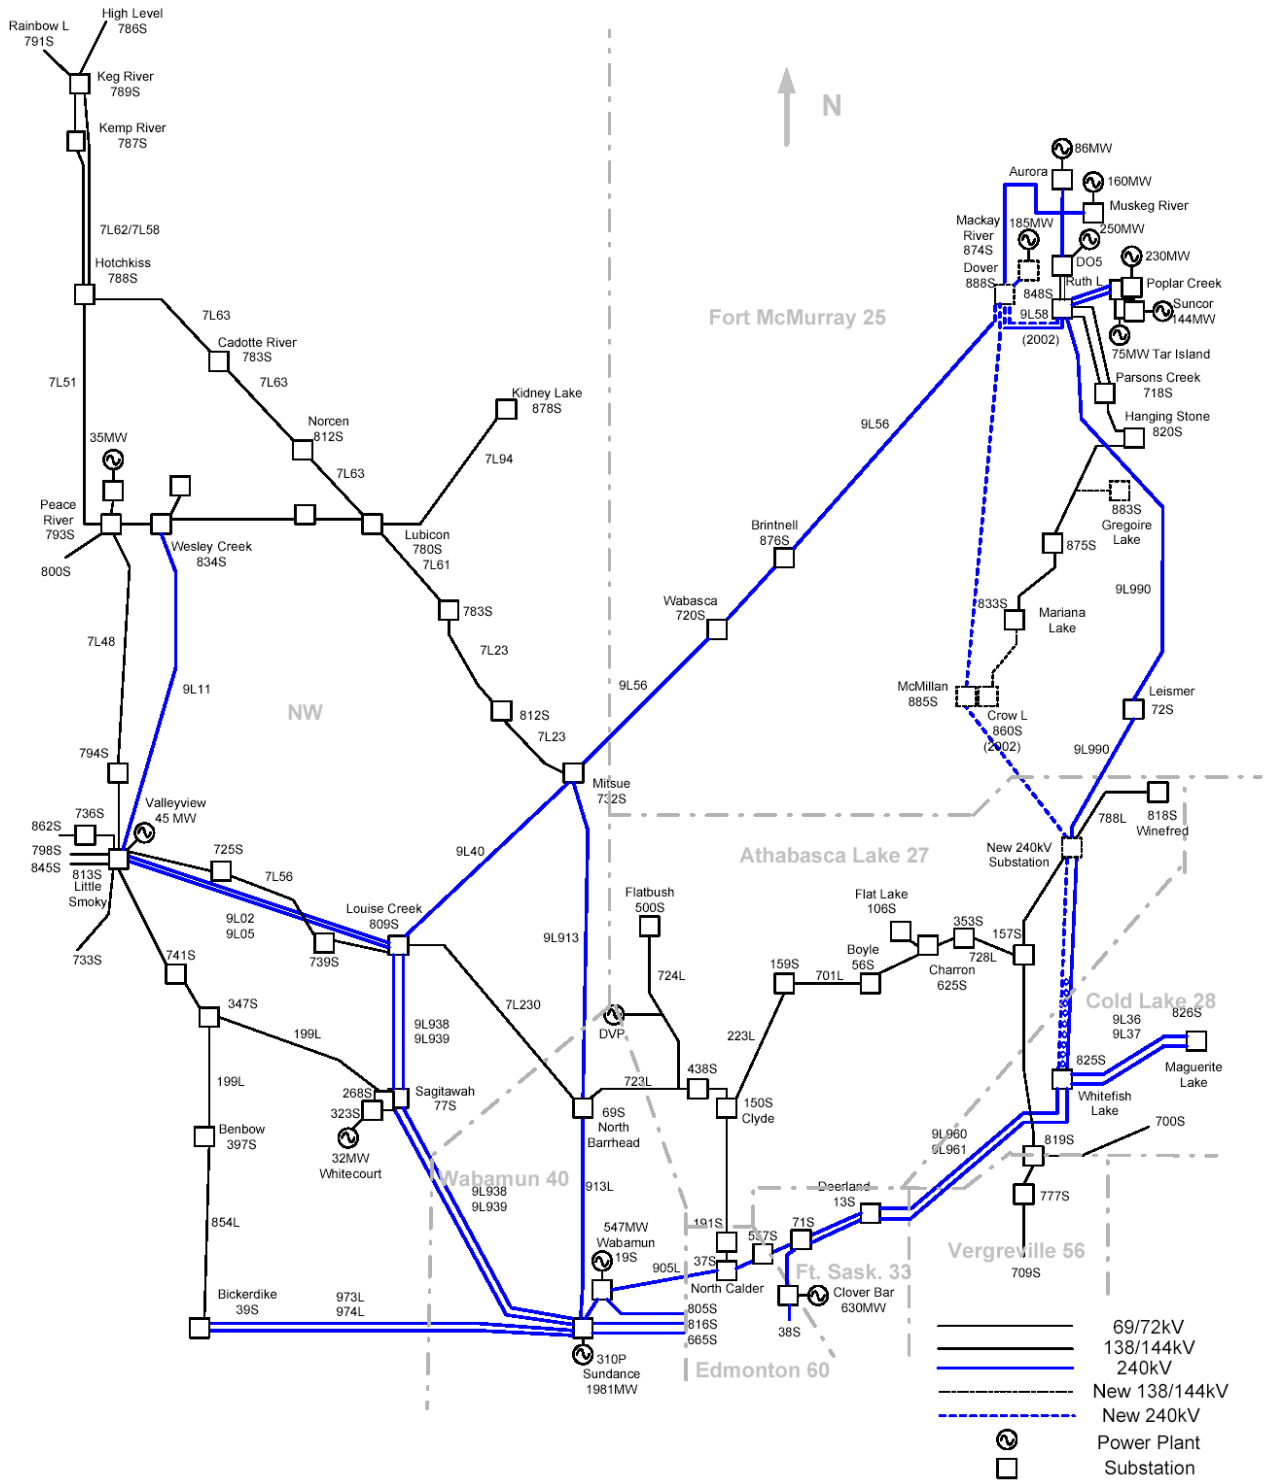 High Level
786S
Rainbow L
791S
Keg River
789S
Kemp River
787S
7L62/7L58
Hotchkiss
788S
7L63
Cadotte River
783S
7L63
7L51
Norcen
812S
7L63
Kidney Lake
878S
7L94
35MW
Peace
River
793S
800S
Wesley Creek
834S
Lubicon
780S
7L61
783S
7L23
7L48
9L11
NW
812S
7L23
794S
Mitsue
732S
Valleyview
45 MW
736S
862S
798S
845S
813S
Little
Smoky
725S
7L56
9L40
9L02
9L05
Louise Creek
809S
733S
739S
741S
347S
199L
9L938
9L939
7L230
9L913
199L
268S
323S
Sagitawah
77S
Benbow
397S
32MW
Whitecourt
854L
Bickerdike
39S
973L
974L
Wabamun 40
9L938
9L939
913L
547MW
Wabamun
19S
905L
805S
816S
665S
310P
Sundance
1981MW
Edmonton 60
N
Fort McMurray 25
86MW
Aurora
160MW
Muskeg River
Mackay
River
874S
185MW
250MW
Dover
888S
DO5
230MW
Ruth L
848S
Poplar Creek
Suncor
144MW
9L58
(2002)
75MW Tar Island
Parsons Creek
718S
Hanging Stone
820S
9L56
883S
Gregoire
Lake
Brintnell
876S
875S
9L990
Wabasca
720S
833S
Mariana
Lake
9L56
McMillan
885S
Crow L
860S
(2002)
Leismer
72S
9L990
788L
818S
Winefred
New 240kV
Substation
Athabasca Lake 27
Flatbush
500S
Flat Lake
106S
353S
157S
728L
Charron
625S
Boyle
56S
701L
159S
724L
DVP
223L
438S
723L
69S
North
Barrhead
150S
Clyde
Cold Lake 28
9L36
9L37
826S
Maguerite
Lake
825S
Whitefish
Lake
9L960
9L961
819S
700S
777S
709S
Vergreville 56
Deerland
13S
71S
557S
191S
37S
North Calder
Ft. Sask. 33
Clover Bar
630MW
38S
69/72kV
138/144kV
240kV
New 138/144kV
New 240kV
Power Plant
Substation